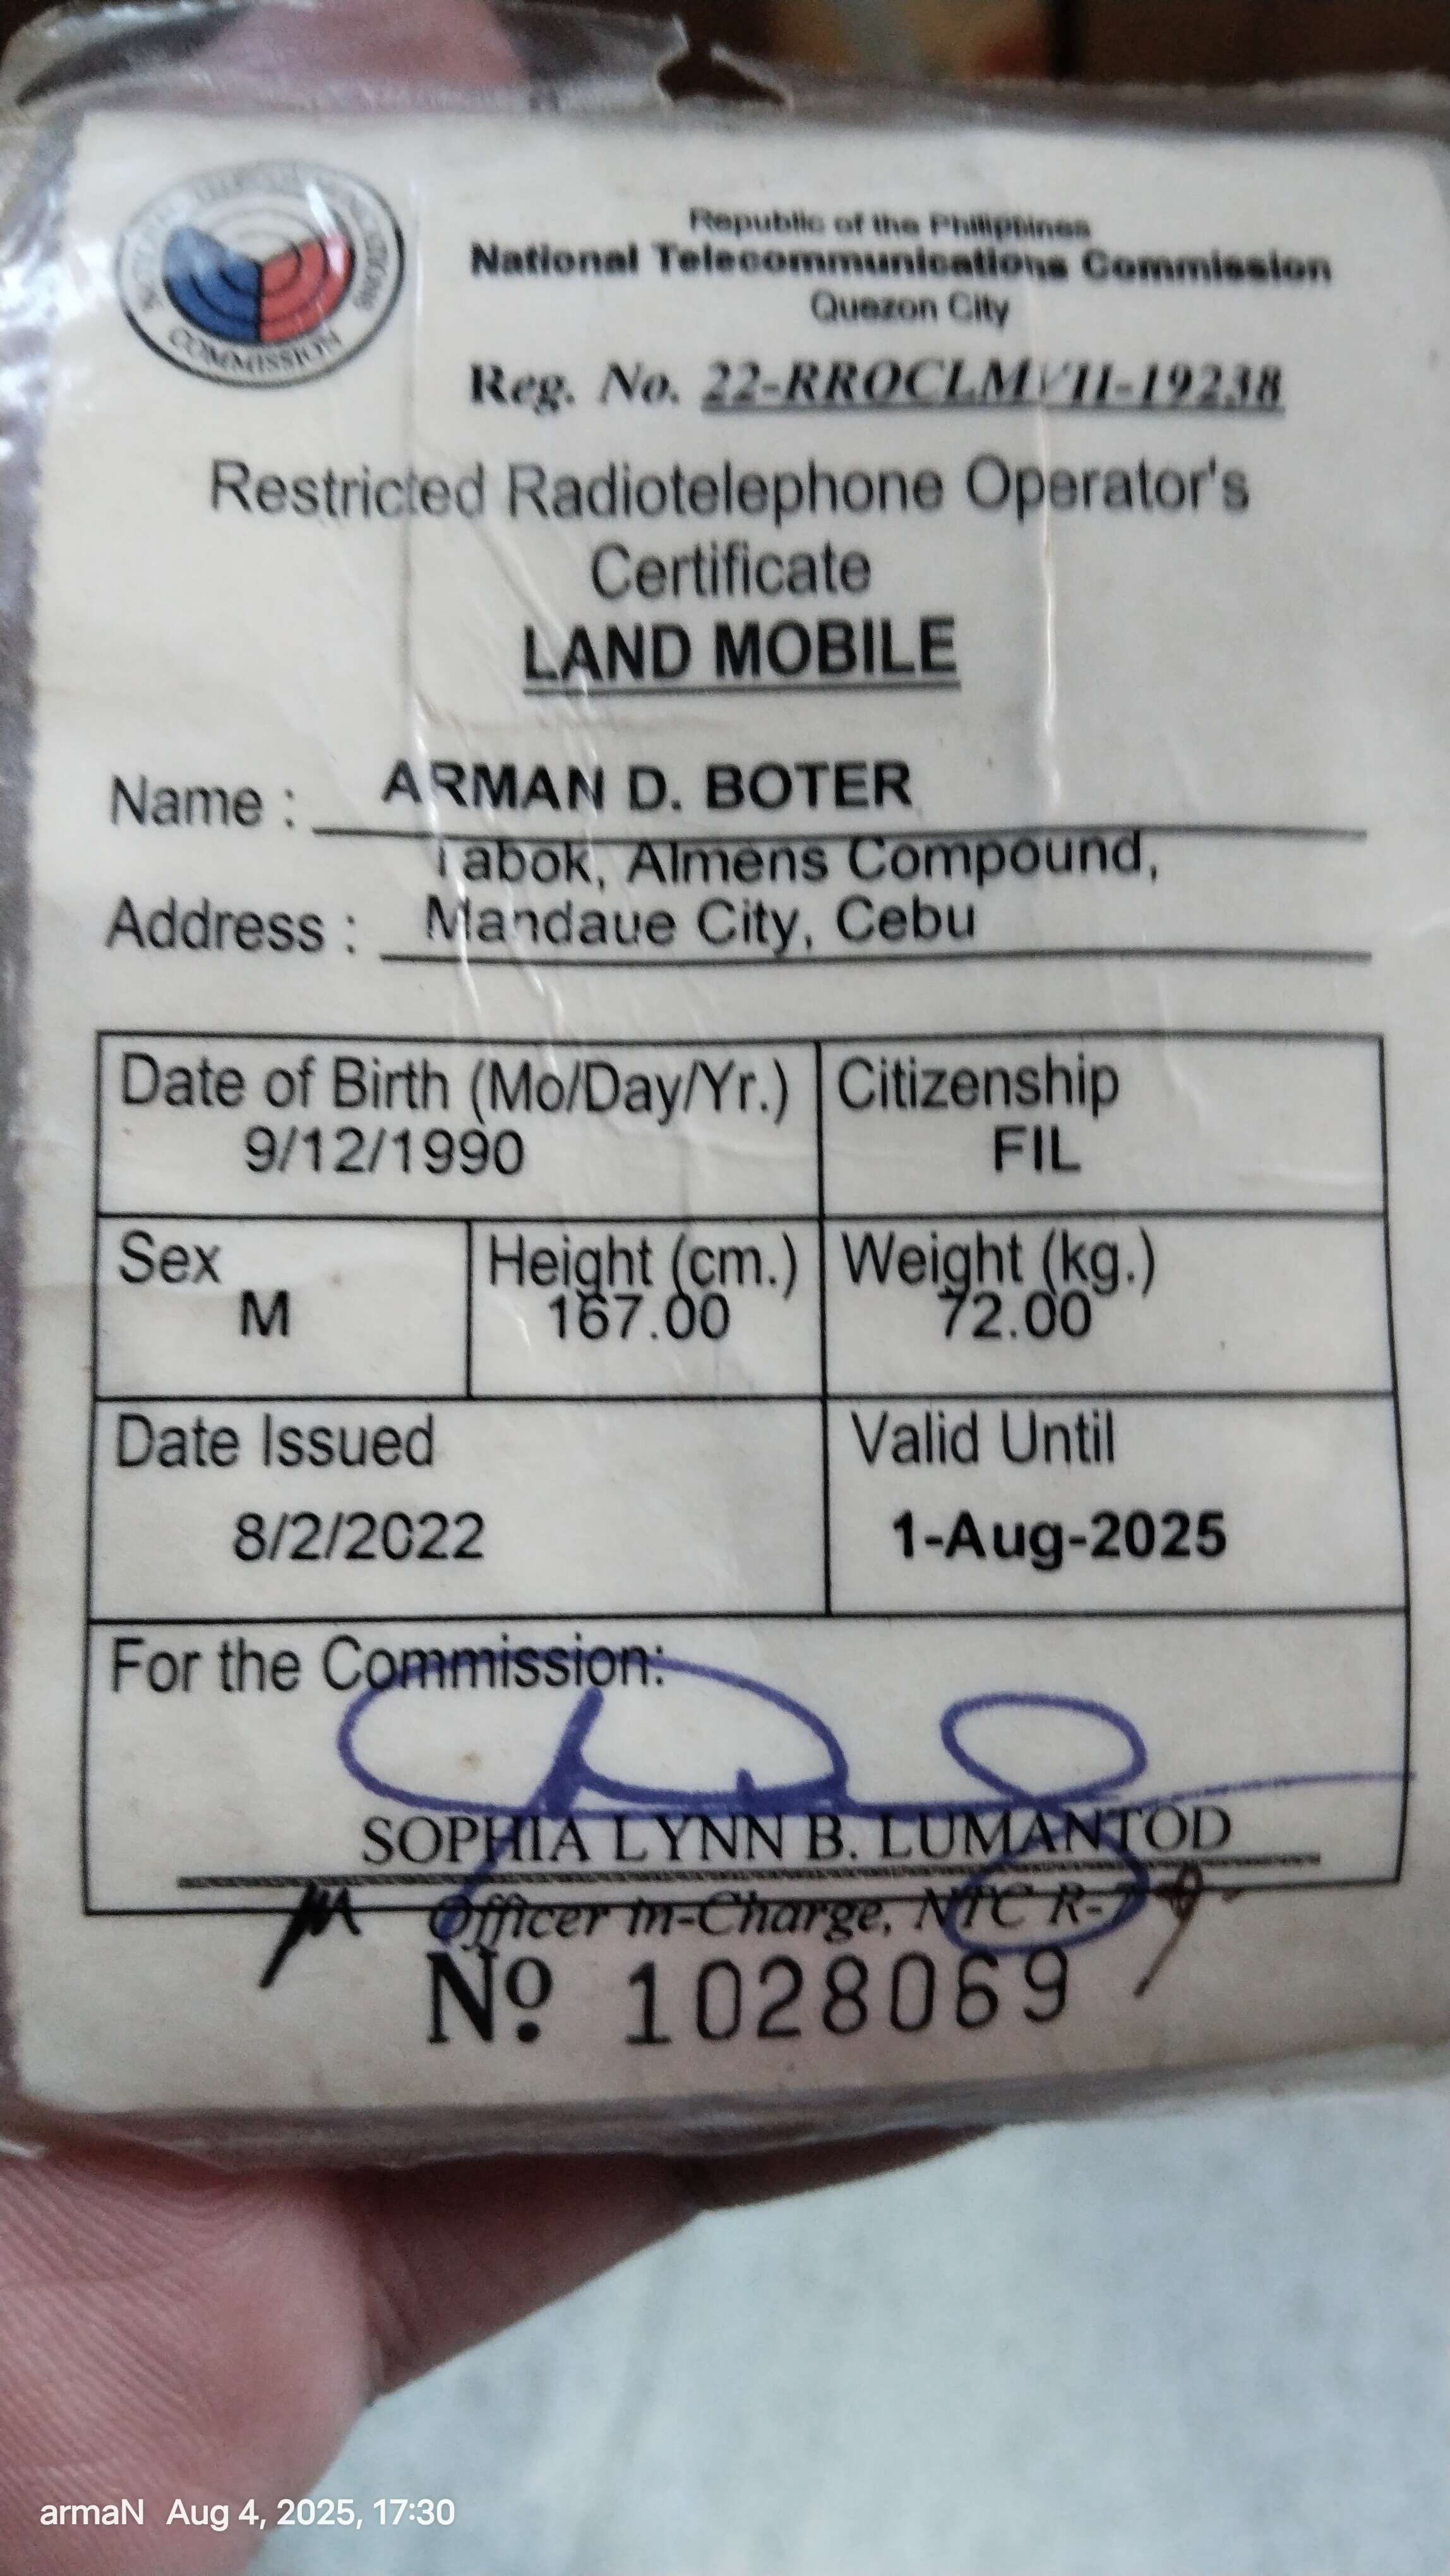 Republic of the Philippines
National Telecommunications Commission
Quezon City
COMMISSION
Reg. No. 22-RROCLMVII-19238
Restricted Radiotelephone Operator's
Certificate
LAND MOBILE
Name : ARMAN D. BOTER
Tabok, Almens Compound,
Address : Mandaue City, Cebu
Date of Birth (Mo/Day/Yr.) Citizenship
9/12/1990 FIL
Sex Height (cm.) Weight (kg.)
M 167.00 72.00
Date Issued Valid Until
8/2/2022 1-Aug-2025
For the Commission:
SOPHIA LYNN B. LUMANTOD
Officer in-Charge, NTC R-7
No. 1028069
armaN Aug 4, 2025, 17:30